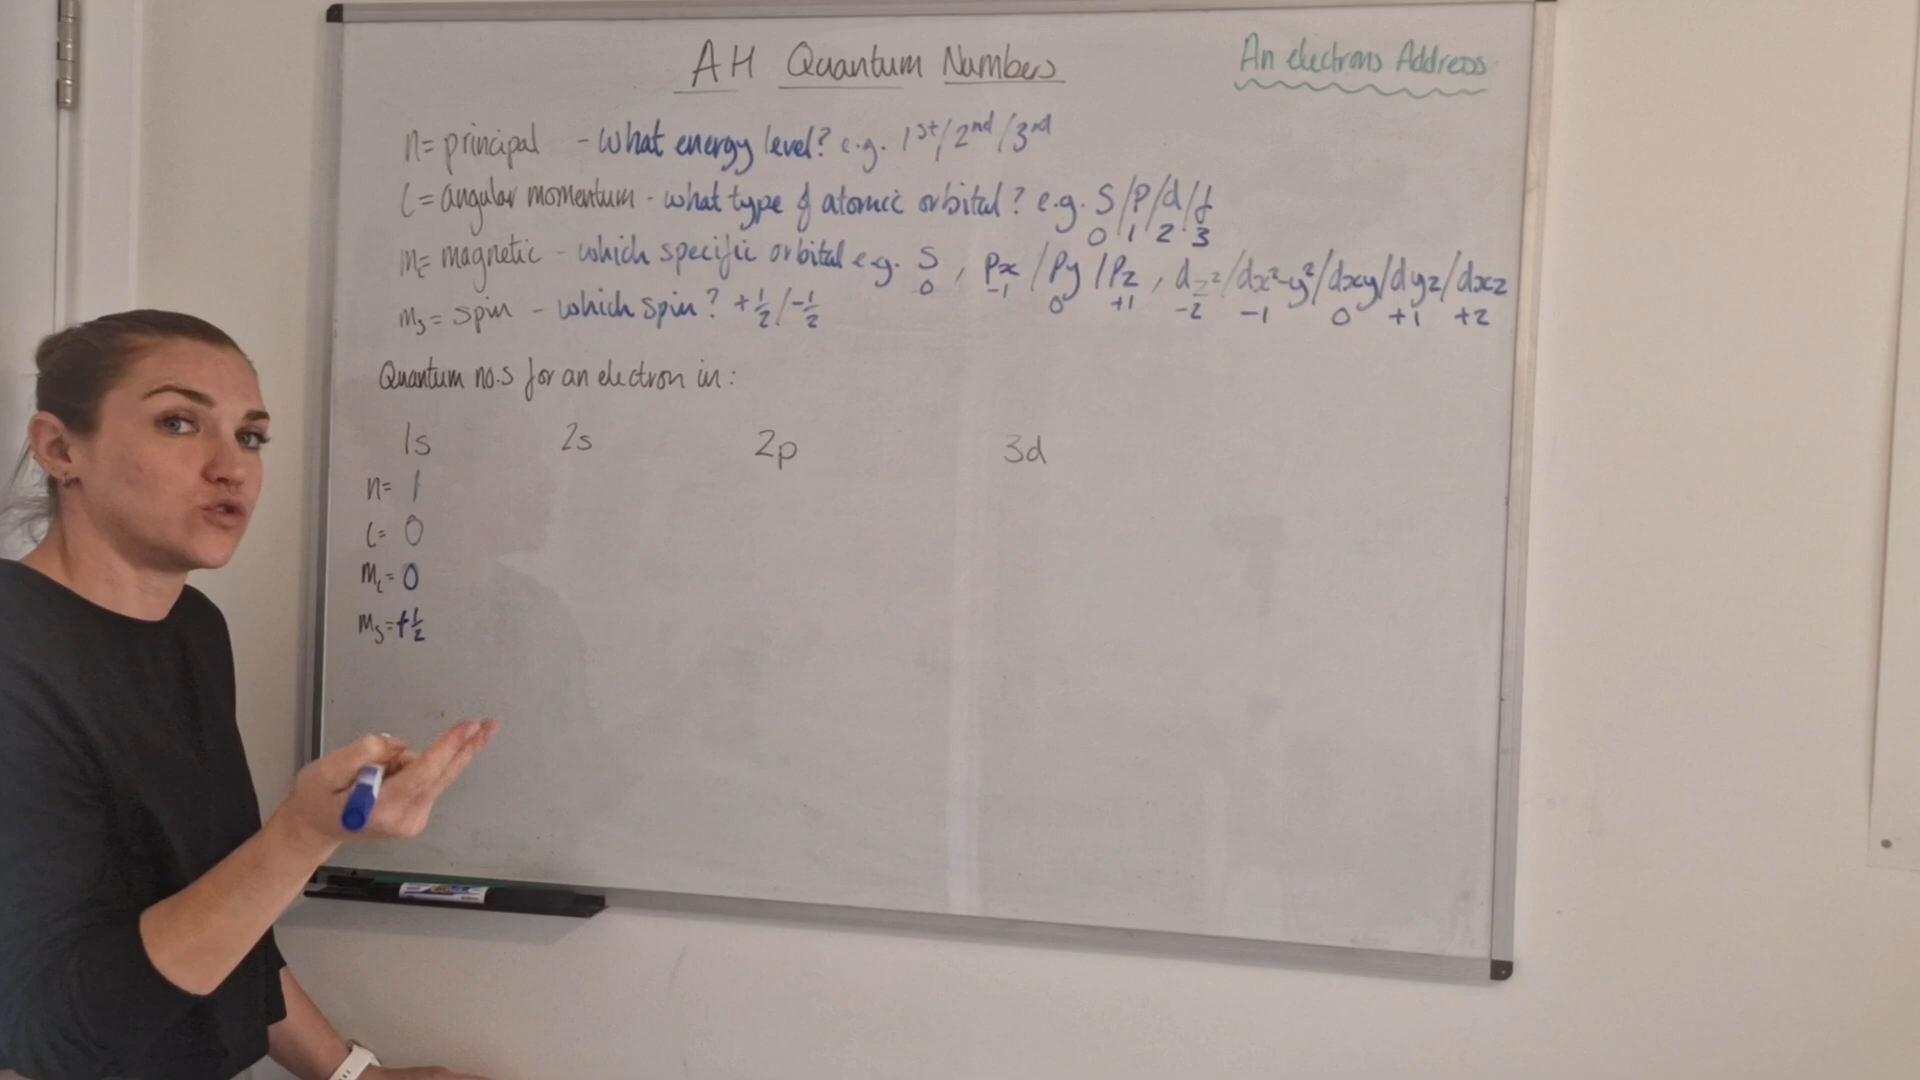 AH Quantum Numbers
An electrons Address
n= principal - What energy level? e.g. 1st/2nd/3rd
l= angular momentum - what type of atomic orbital? e.g. S/P/d/f
0 1 2 3
ml= magnetic - which specific orbital e.g. S, Px/Py/Pz, dz²/dx²-y²/dxy/dyz/dxz
0 -1 0 +1 -2 -1 0 +1 +2
ms= spin - which spin? +1/2/-1/2
Quantum no.s for an electron in:
1s 2s 2p 3d
n= 1
l= 0
ml= 0
ms=+1/2